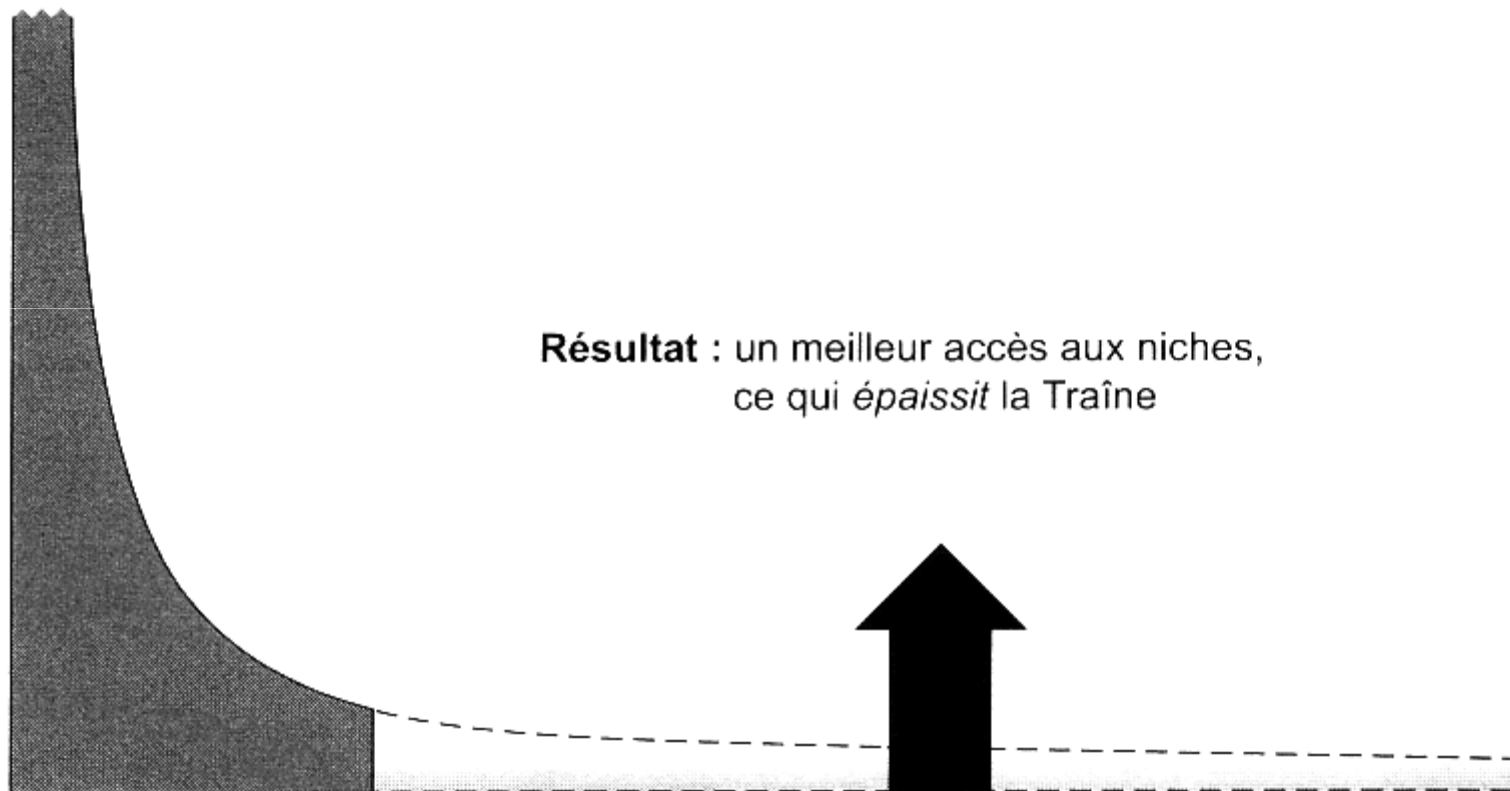 Résultat : un meilleur accès aux niches,
ce qui épaissit la Traîne